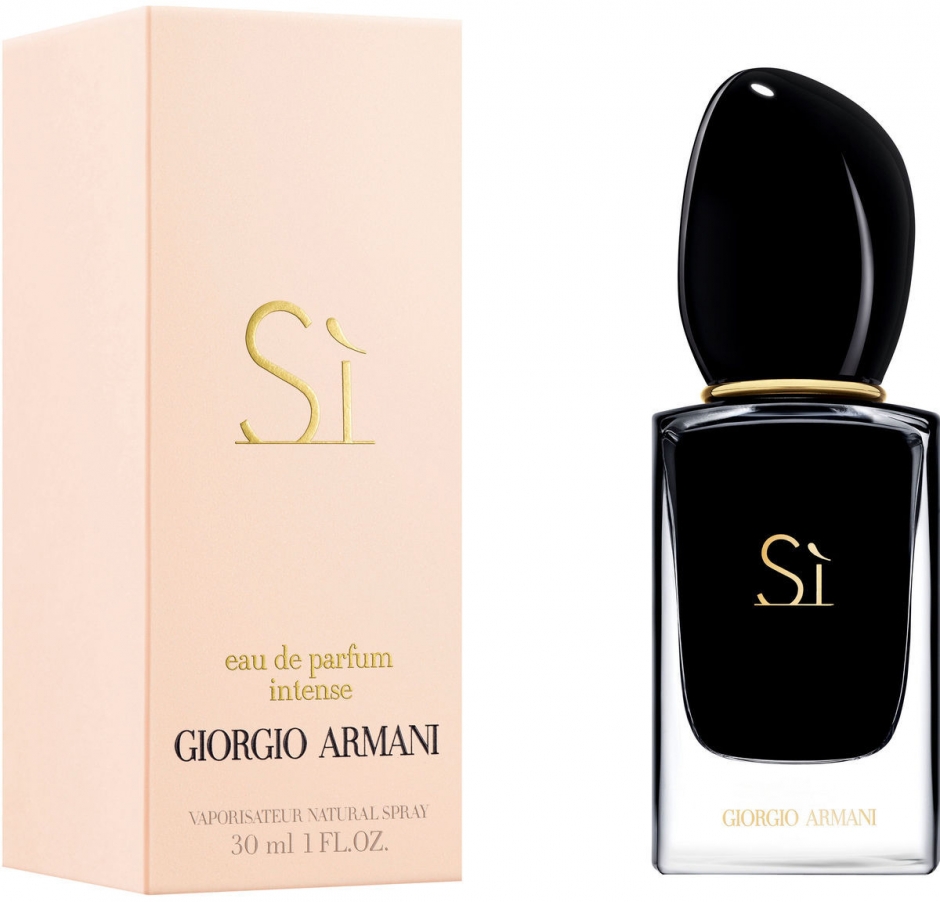 Sì
eau de parfum
intense
GIORGIO ARMANI
VAPORISATEUR NATURAL SPRAY
30 ml 1 FL.OZ.
Sì
GIORGIO ARMANI